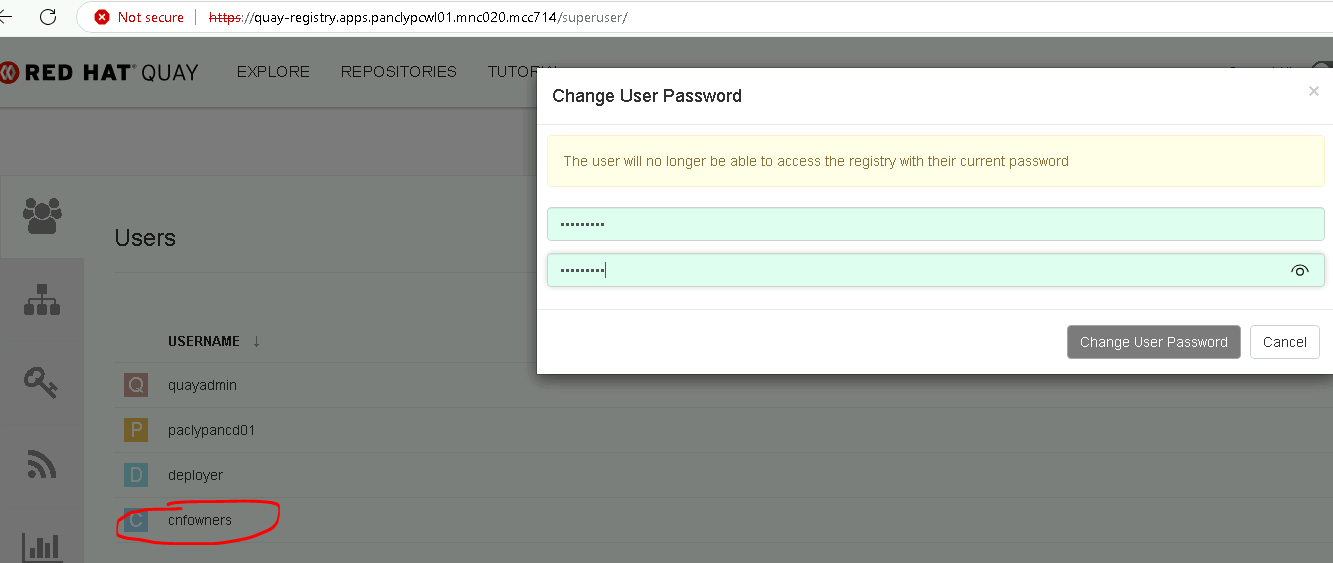 Not secure https://quay-registry.apps.panclypcwl01.mnc020.mcc714/superuser/
RED HAT QUAY EXPLORE REPOSITORIES
Change User Password ×
The user will no longer be able to access the registry with their current password
•••••••••
•••••••••
Change User Password Cancel
Users
USERNAME ↓
Q quayadmin
P paclypancd01
D deployer
C cnfowners